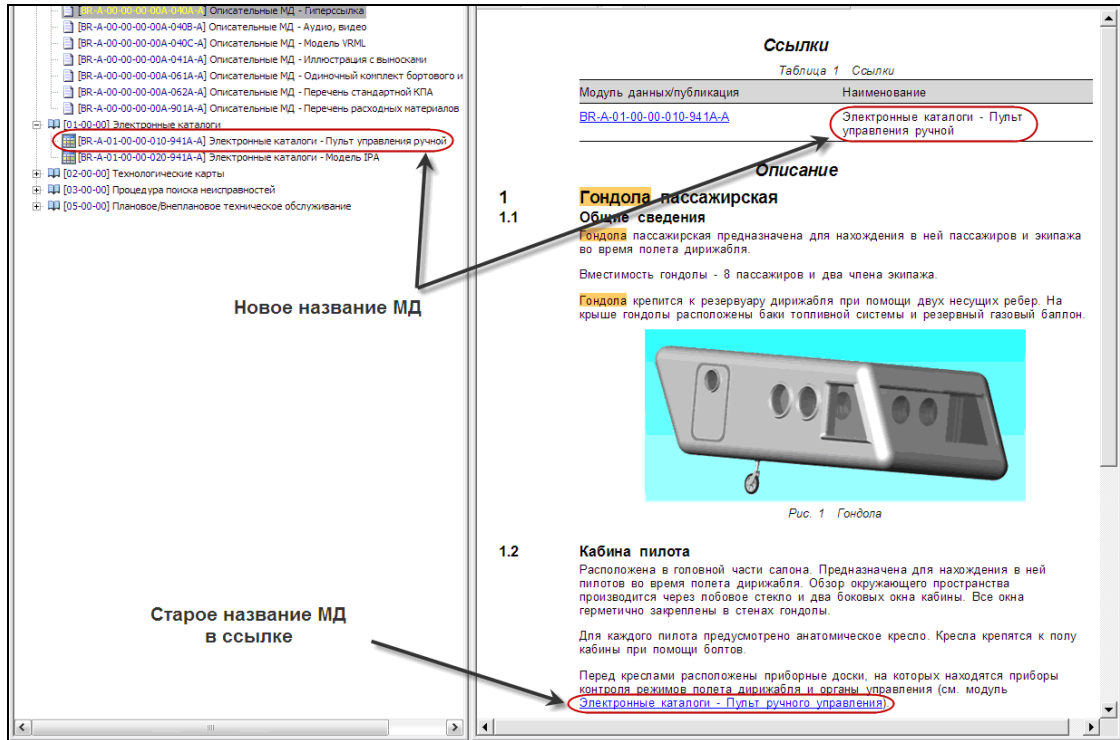 [BR-A-00-00-00-00A-040A-A] Описательные МД - Гиперссылка
[BR-A-00-00-00-00A-040B-A] Описательные МД - Аудио, видео
[BR-A-00-00-00-00A-040C-A] Описательные МД - Модель VRML
[BR-A-00-00-00-00A-041A-A] Описательные МД - Иллюстрация с выносками
[BR-A-00-00-00-00A-061A-A] Описательные МД - Одиночный комплект бортового и
[BR-A-00-00-00-00A-062A-A] Описательные МД - Перечень стандартной КПА
[BR-A-00-00-00-00A-901A-A] Описательные МД - Перечень расходных материалов
[01-00-00] Электронные каталоги
[BR-A-01-00-00-010-941A-A] Электронные каталоги - Пульт управления ручной
[BR-A-01-00-00-020-941A-A] Электронные каталоги - Модель IPA
[02-00-00] Технологические карты
[03-00-00] Процедура поиска неисправностей
[05-00-00] Плановое/Внеплановое техническое обслуживание
Новое название МД
Старое название МД
в ссылке
Ссылки
Таблица 1 Ссылки
Модуль данных/публикация Наименование
BR-A-01-00-00-010-941A-A Электронные каталоги - Пульт
управления ручной
Описание
1 Гондола пассажирская
1.1 Общие сведения
Гондола пассажирская предназначена для нахождения в ней пассажиров и экипажа
во время полета дирижабля.
Вместимость гондолы - 8 пассажиров и два члена экипажа.
Гондола крепится к резервуару дирижабля при помощи двух несущих ребер. На
крыше гондолы расположены баки топливной системы и резервный газовый баллон.
Рис. 1 Гондола
1.2 Кабина пилота
Расположена в головной части салона. Предназначена для нахождения в ней
пилотов во время полета дирижабля. Обзор окружающего пространства
производится через лобовое стекло и два боковых окна кабины. Все окна
герметично закреплены в стенах гондолы.
Для каждого пилота предусмотрено анатомическое кресло. Кресла крепятся к полу
кабины при помощи болтов.
Перед креслами расположены приборные доски, на которых находятся приборы
контроля режимов полета дирижабля и органы управления (см. модуль
Электронные каталоги - Пульт ручного управления).